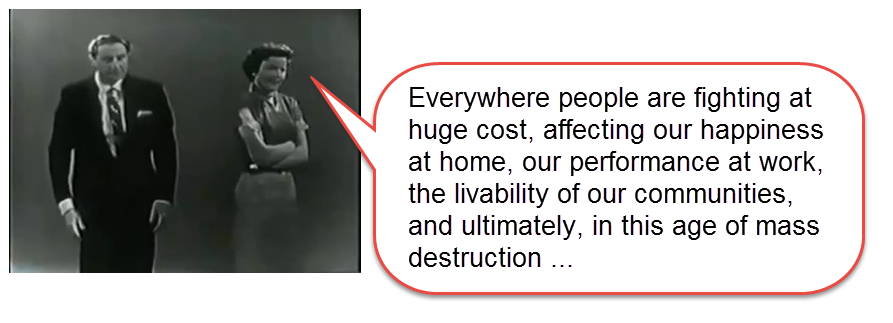 Everywhere people are fighting at
huge cost, affecting our happiness
at home, our performance at work,
the livability of our communities,
and ultimately, in this age of mass
destruction ...